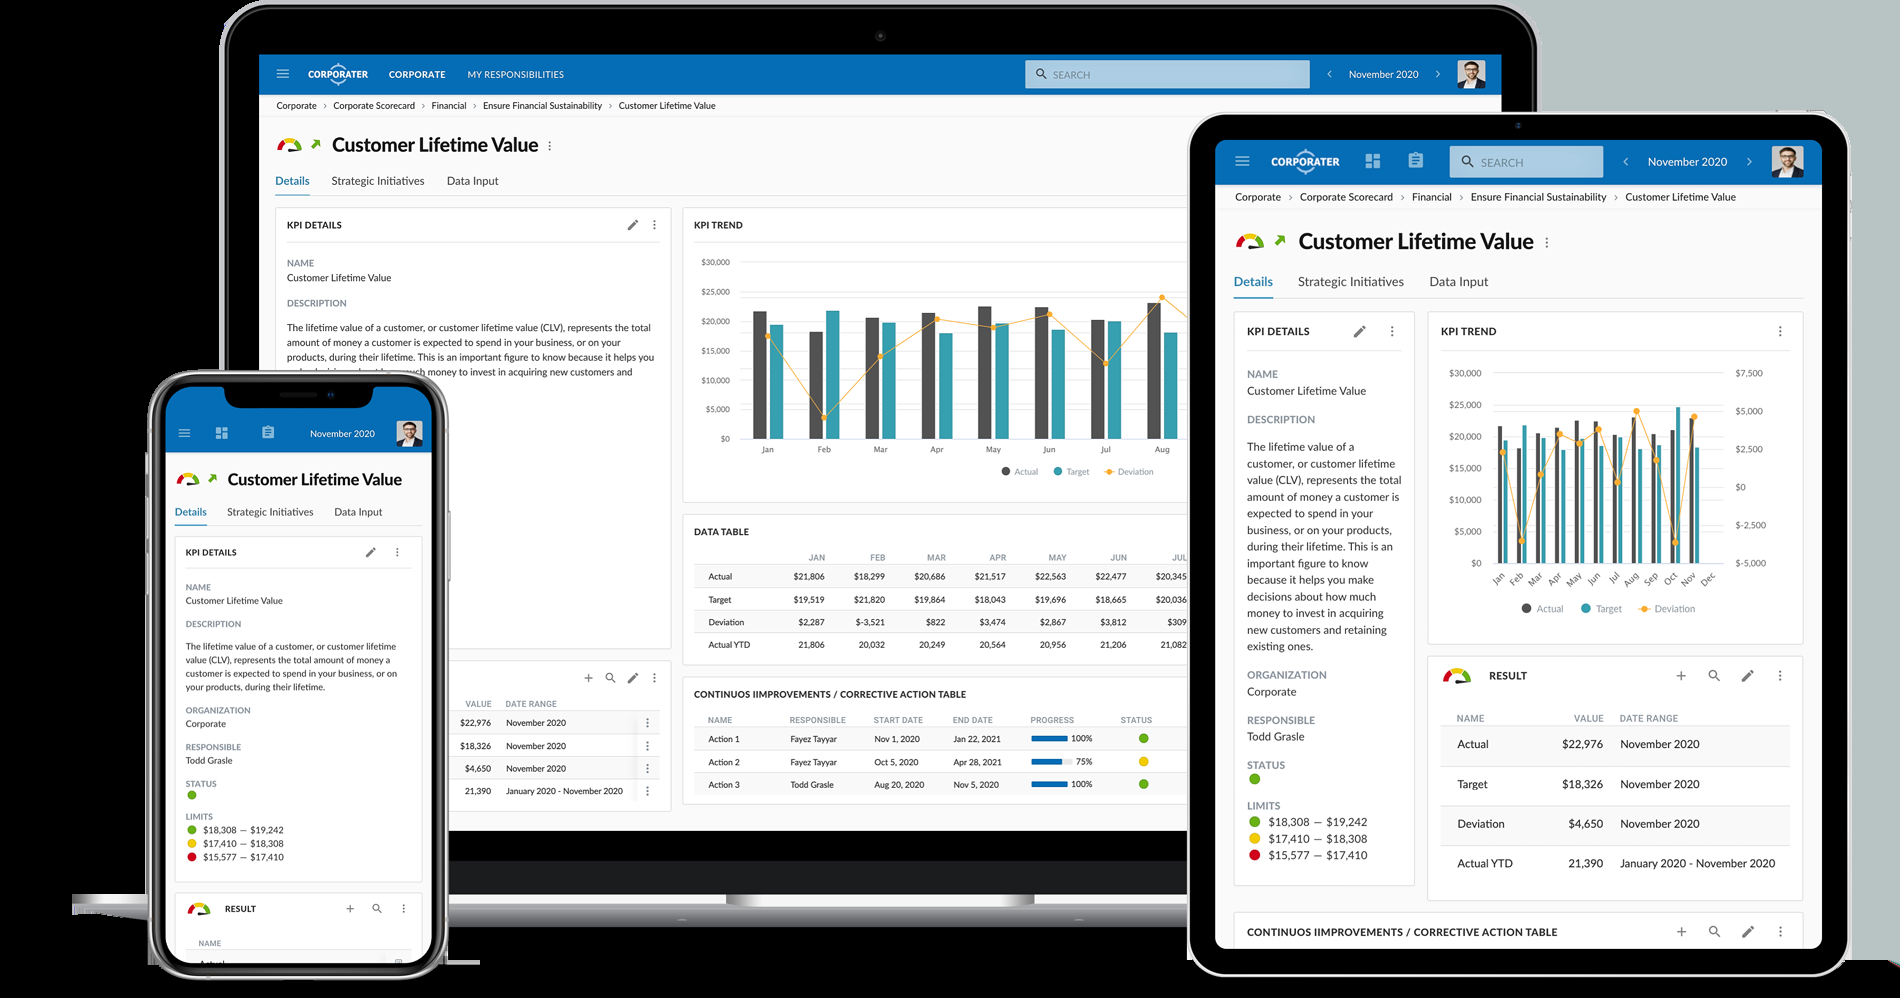 CORPORATER CORPORATE MY RESPONSIBILITIES SEARCH November 2020
Corporate › Corporate Scorecard › Financial › Ensure Financial Sustainability › Customer Lifetime Value
Customer Lifetime Value
Details Strategic Initiatives Data Input
KPI DETAILS
NAME
Customer Lifetime Value
DESCRIPTION
The lifetime value of a customer, or customer lifetime value (CLV), represents the total
amount of money a customer is expected to spend in your business, or on your
products, during their lifetime. This is an important figure to know because it helps you
much money to invest in acquiring new customers and
VALUE DATE RANGE
$22,976 November 2020
$18,326 November 2020
$4,650 November 2020
21,390 January 2020 - November 2020
KPI TREND
$30,000
$25,000
$20,000
$15,000
$10,000
$5,000
$0
Jan Feb Mar Apr May Jun Jul Aug
Actual Target Deviation
DATA TABLE
JAN FEB MAR APR MAY JUN JUL
Actual $21,806 $18,299 $20,686 $21,517 $22,563 $22,477 $20,345
Target $19,519 $21,820 $19,864 $18,043 $19,696 $18,665 $20,036
Deviation $2,287 $-3,521 $822 $3,474 $2,867 $3,812 $309
Actual YTD 21,806 20,032 20,249 20,564 20,956 21,206 21,082
CONTINUOS IIMPROVEMENTS / CORRECTIVE ACTION TABLE
NAME RESPONSIBLE START DATE END DATE PROGRESS STATUS
Action 1 Fayez Tayyar Nov 1, 2020 Jan 22, 2021 100%
Action 2 Fayez Tayyar Oct 5, 2020 Apr 28, 2021 75%
Action 3 Todd Grasle Aug 20, 2020 Nov 5, 2020 100%
November 2020
Customer Lifetime Value
Details Strategic Initiatives Data Input
KPI DETAILS
NAME
Customer Lifetime Value
DESCRIPTION
The lifetime value of a customer, or customer lifetime
value (CLV), represents the total amount of money a
customer is expected to spend in your business, or on
your products, during their lifetime.
ORGANIZATION
Corporate
RESPONSIBLE
Todd Grasle
STATUS
LIMITS
$18,308 — $19,242
$17,410 — $18,308
$15,577 — $17,410
RESULT
NAME
Actual
CORPORATER SEARCH November 2020
Corporate › Corporate Scorecard › Financial › Ensure Financial Sustainability › Customer Lifetime Value
Customer Lifetime Value
Details Strategic Initiatives Data Input
KPI DETAILS
NAME
Customer Lifetime Value
DESCRIPTION
The lifetime value of a
customer, or customer lifetime
value (CLV), represents the total
amount of money a customer is
expected to spend in your
business, or on your products,
during their lifetime. This is an
important figure to know
because it helps you make
decisions about how much
money to invest in acquiring
new customers and retaining
existing ones.
ORGANIZATION
Corporate
RESPONSIBLE
Todd Grasle
STATUS
LIMITS
$18,308 — $19,242
$17,410 — $18,308
$15,577 — $17,410
KPI TREND
$30,000 $7,500
$25,000 $5,000
$20,000 $2,500
$15,000 $0
$10,000 $-2,500
$5,000 $-5,000
$0
Jan Feb Mar Apr May Jun Jul Aug Sep Oct Nov Dec
Actual Target Deviation
RESULT
NAME VALUE DATE RANGE
Actual $22,976 November 2020
Target $18,326 November 2020
Deviation $4,650 November 2020
Actual YTD 21,390 January 2020 - November 2020
CONTINUOS IIMPROVEMENTS / CORRECTIVE ACTION TABLE